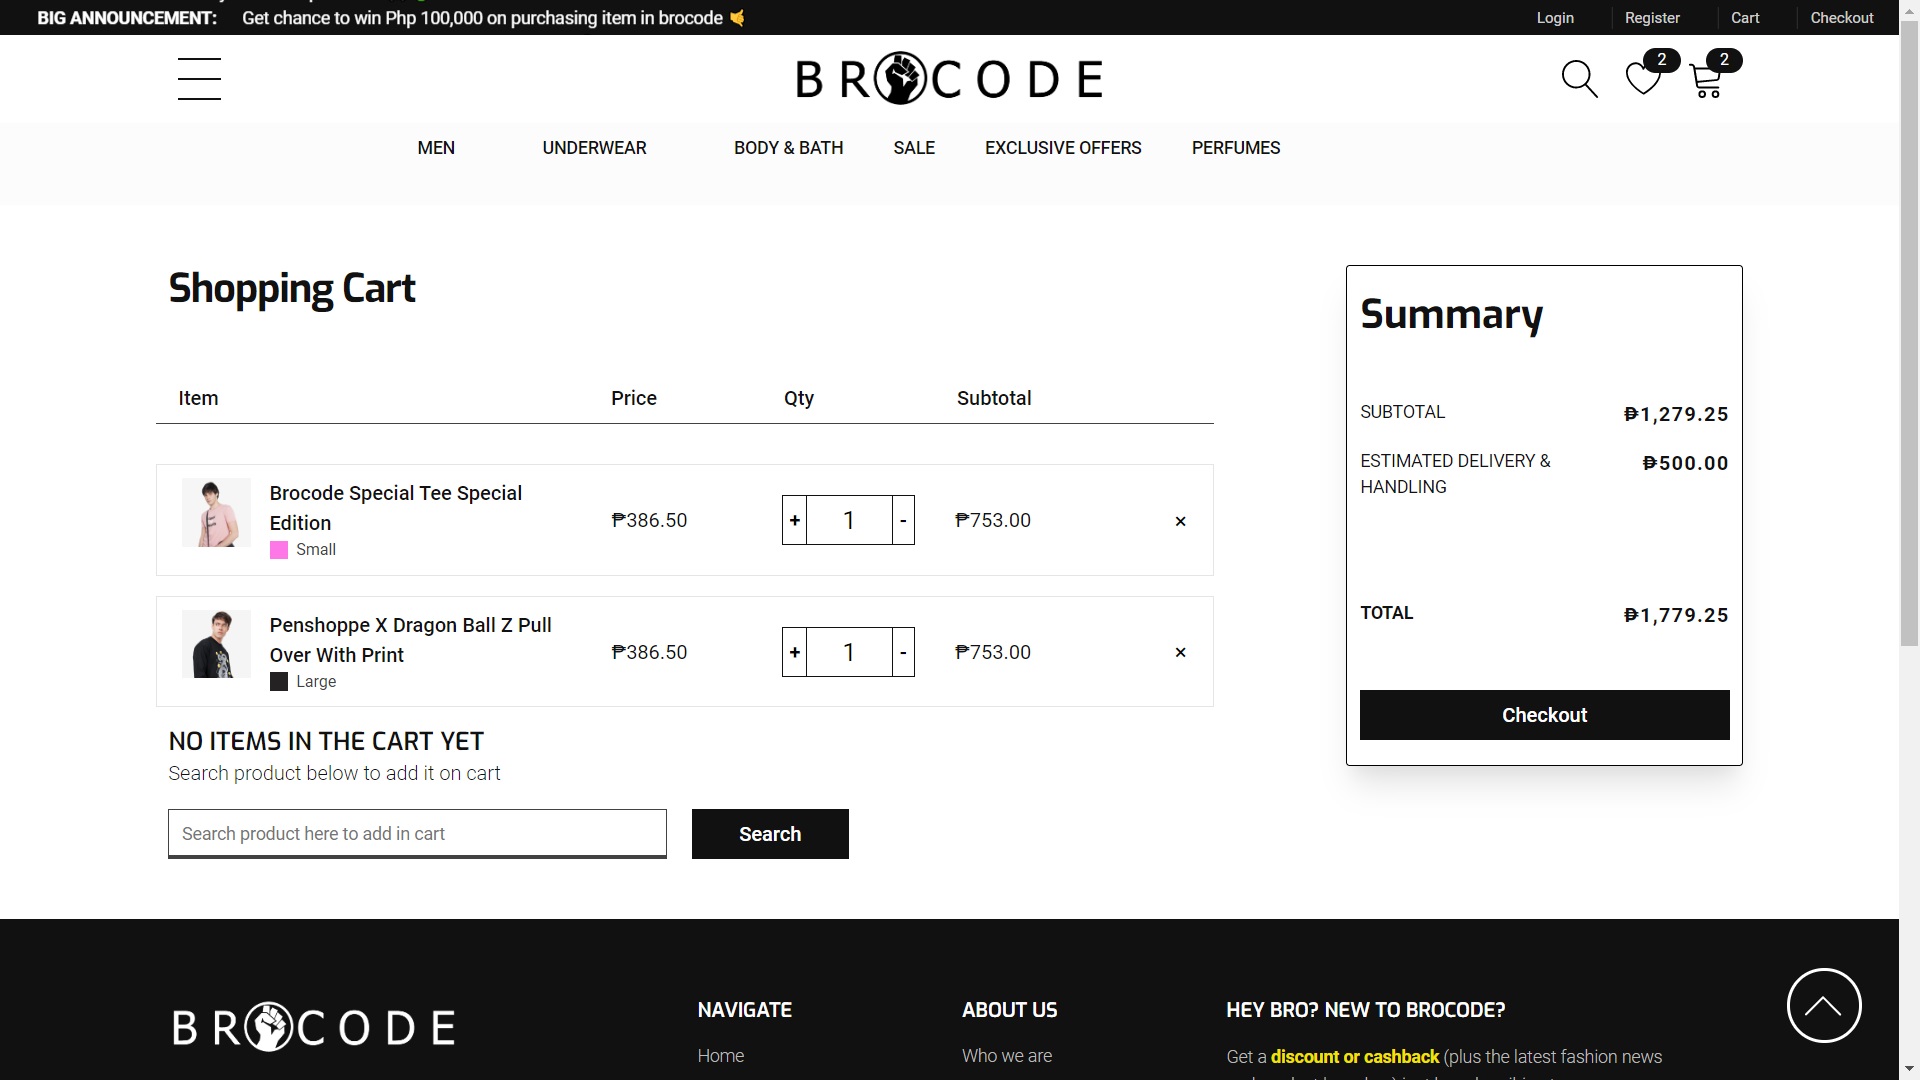 BIG ANNOUNCEMENT: Get chance to win Php 100,000 on purchasing item in brocode
Login
Register
Cart
Checkout
BROCODE
2
2
MEN
UNDERWEAR
BODY & BATH
SALE
EXCLUSIVE OFFERS
PERFUMES
Shopping Cart
Item
Price
Qty
Subtotal
Brocode Special Tee Special
Edition
Small
₱386.50
+ 1 -
₱753.00
×
Penshoppe X Dragon Ball Z Pull
Over With Print
Large
₱386.50
+ 1 -
₱753.00
×
NO ITEMS IN THE CART YET
Search product below to add it on cart
Search product here to add in cart
Search
Summary
SUBTOTAL
₱1,279.25
ESTIMATED DELIVERY &
HANDLING
₱500.00
TOTAL
₱1,779.25
Checkout
BROCODE
NAVIGATE
Home
ABOUT US
Who we are
HEY BRO? NEW TO BROCODE?
Get a discount or cashback (plus the latest fashion news